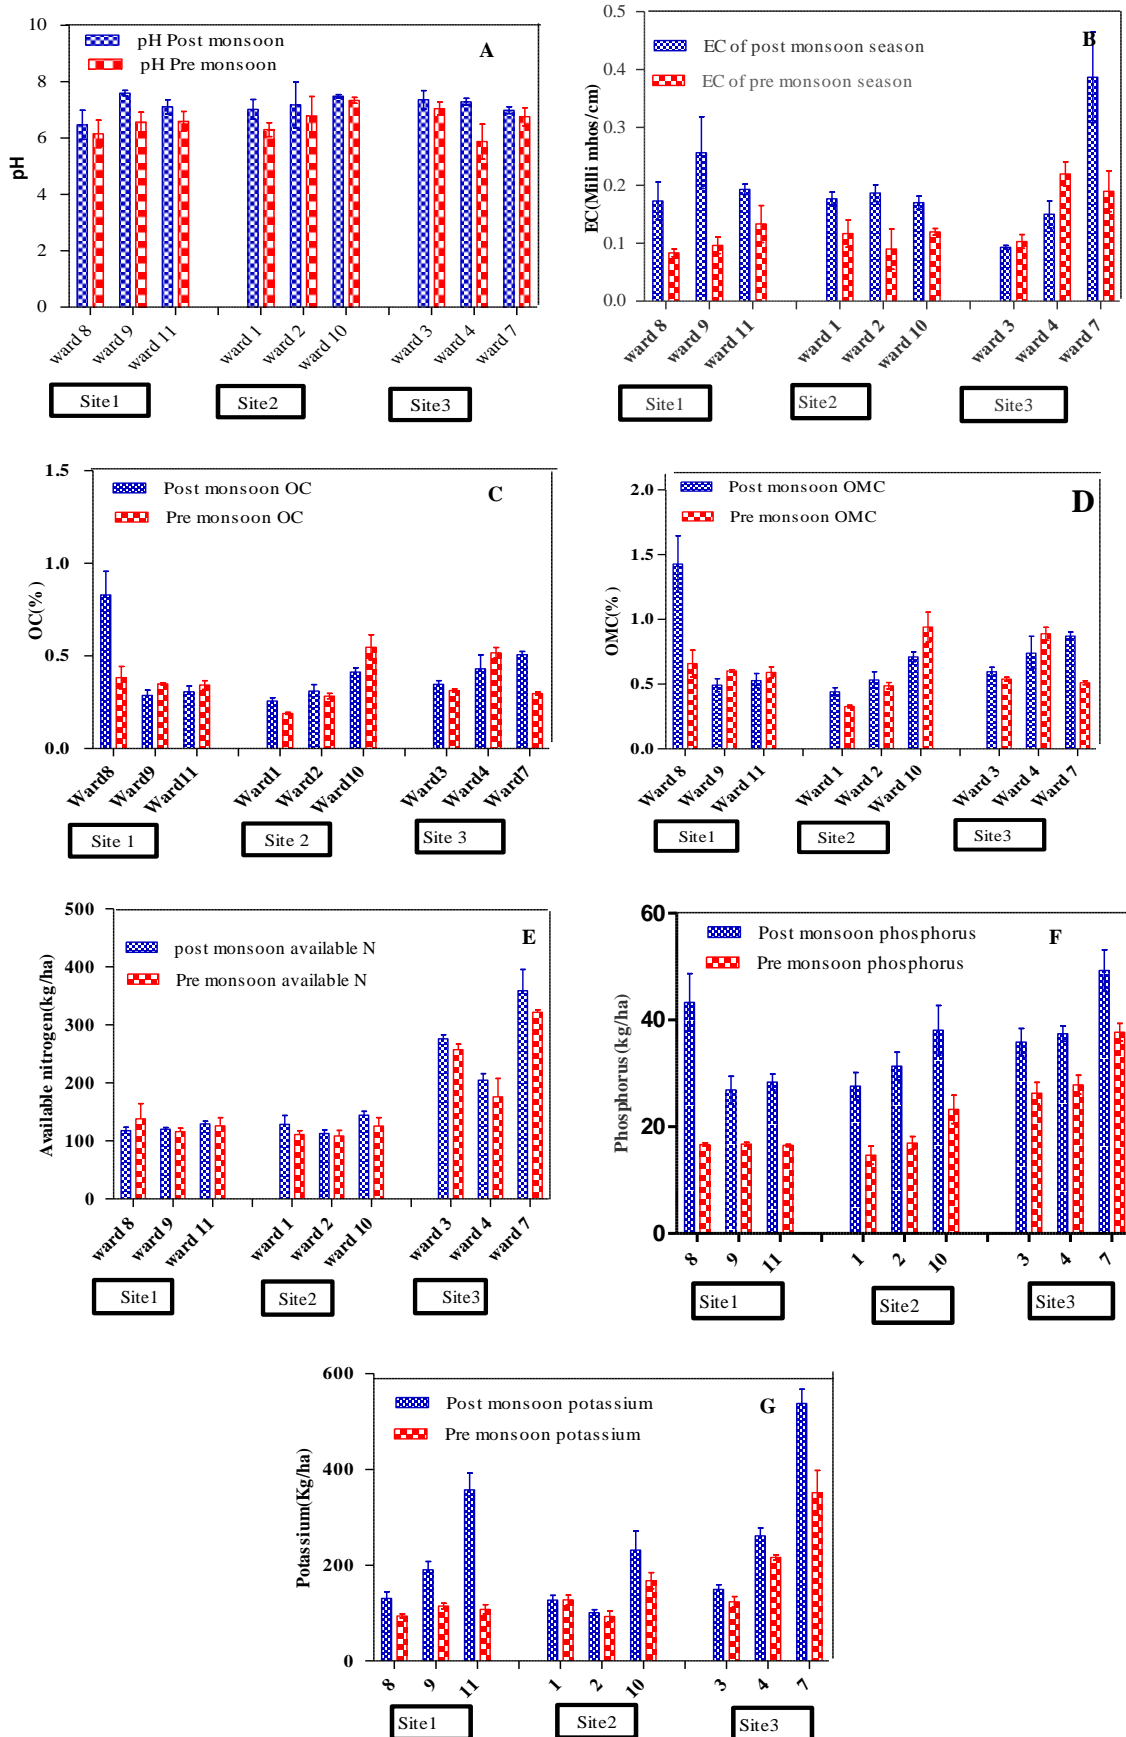 A
pH Post monsoon
pH Pre monsoon
10
8
6
4
2
0
pH
ward 8
ward 9
ward 11
ward 1
ward 2
ward 10
ward 3
ward 4
ward 7
Site1
Site2
Site3
B
EC of post monsoon season
EC of pre monsoon season
0.5
0.4
0.3
0.2
0.1
0.0
EC(Milli mhos/cm)
ward 8
ward 9
ward 11
ward 1
ward 2
ward 10
ward 3
ward 4
ward 7
Site1
Site2
Site3
C
Post monsoon OC
Pre monsoon OC
1.5
1.0
0.5
0.0
OC(%)
Ward8
Ward9
Ward11
Ward1
Ward2
Ward10
Ward3
Ward4
Ward7
Site 1
Site 2
Site 3
D
Post monsoon OMC
Pre monsoon OMC
2.0
1.5
1.0
0.5
0.0
OMC(%)
Ward 8
Ward 9
Ward 11
Ward 1
Ward 2
Ward 10
Ward 3
Ward 4
Ward 7
Site1
Site2
Site3
E
post monsoon available N
Pre monsoon available N
500
400
300
200
100
0
Available nitrogen(kg/ha)
ward 8
ward 9
ward 11
ward 1
ward 2
ward 10
ward 3
ward 4
ward 7
Site1
Site2
Site3
F
Post monsoon phosphorus
Pre monsoon phosphorus
60
40
20
0
Phosphorus(kg/ha)
8
9
11
1
2
10
3
4
7
Site1
Site2
Site3
G
Post monsoon potassium
Pre monsoon potassium
600
400
200
0
Potassium(Kg/ha)
8
9
11
1
2
10
3
4
7
Site1
Site2
Site3